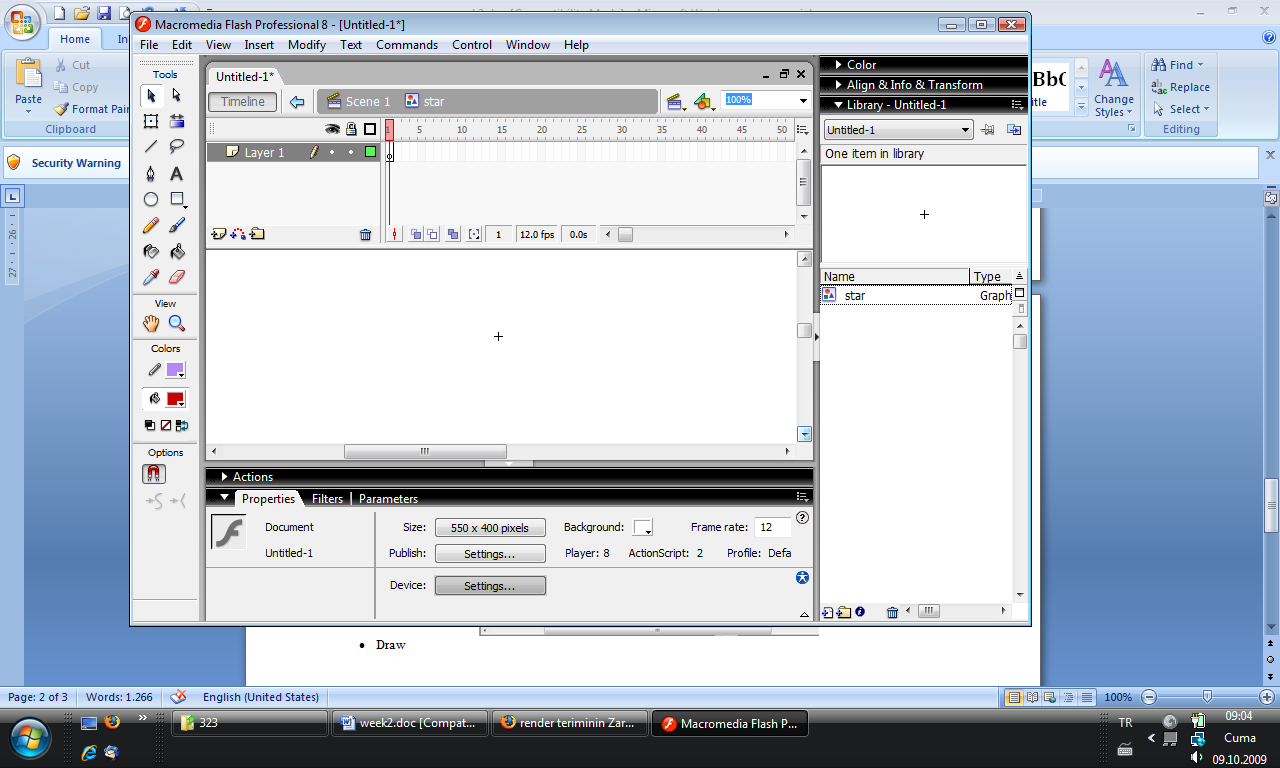 Macromedia Flash Professional 8 - [Untitled-1*]
File Edit View Insert Modify Text Commands Control Window Help
Home
Cut
Copy
Paste
Format Pain
Clipboard
Find
Replace
Select
Change
Styles
Editing
BbC
itle
Security Warning
Tools
View
Colors
Options
Untitled-1*
Timeline
Scene 1
star
100%
1 5 10 15 20 25 30 35 40 45 50
Layer 1
1 12.0 fps 0.0s
Color
Align & Info & Transform
Library - Untitled-1
Untitled-1
One item in library
Name Type
star Graph
Actions
Properties Filters Parameters
Document
Untitled-1
Size: 550 x 400 pixels Background: Frame rate: 12
Publish: Settings... Player: 8 ActionScript: 2 Profile: Defa
Device: Settings...
27 26
• Draw
Page: 2 of 3 Words: 1.266 English (United States) 100%
323
week2.doc [Compat...
render teriminin Zar...
Macromedia Flash P...
TR
09:04
Cuma
09.10.2009